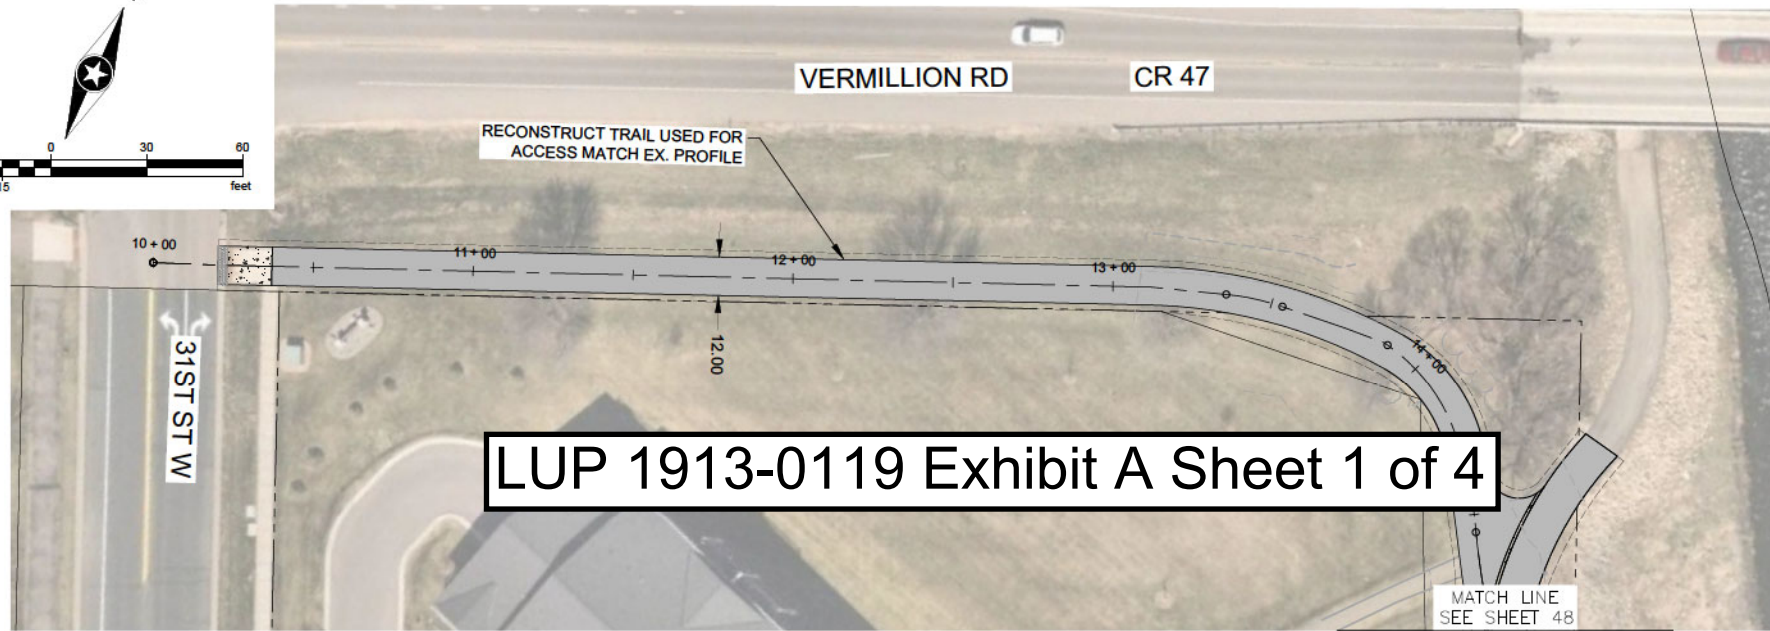 VERMILLION RD
CR 47
RECONSTRUCT TRAIL USED FOR
ACCESS MATCH EX. PROFILE
0 30 60
15
feet
10 + 00
11 + 00
12 + 00
13 + 00
14 + 00
12.00
31ST ST W
LUP 1913-0119 Exhibit A Sheet 1 of 4
MATCH LINE
SEE SHEET 48